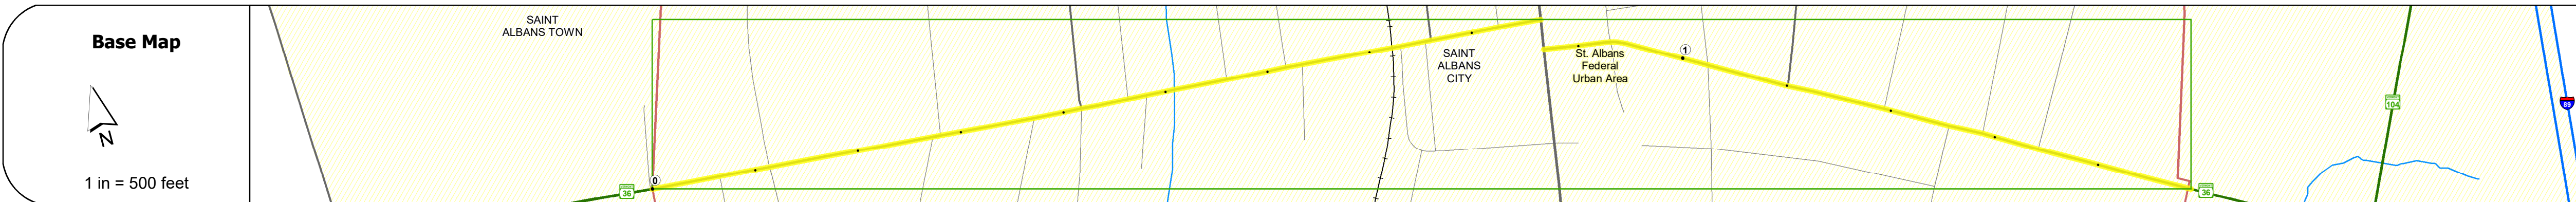 Base Map
N
1 in = 500 feet
SAINT
ALBANS TOWN
36
0
SAINT
ALBANS
CITY
St. Albans
Federal
Urban Area
1
36
104
89